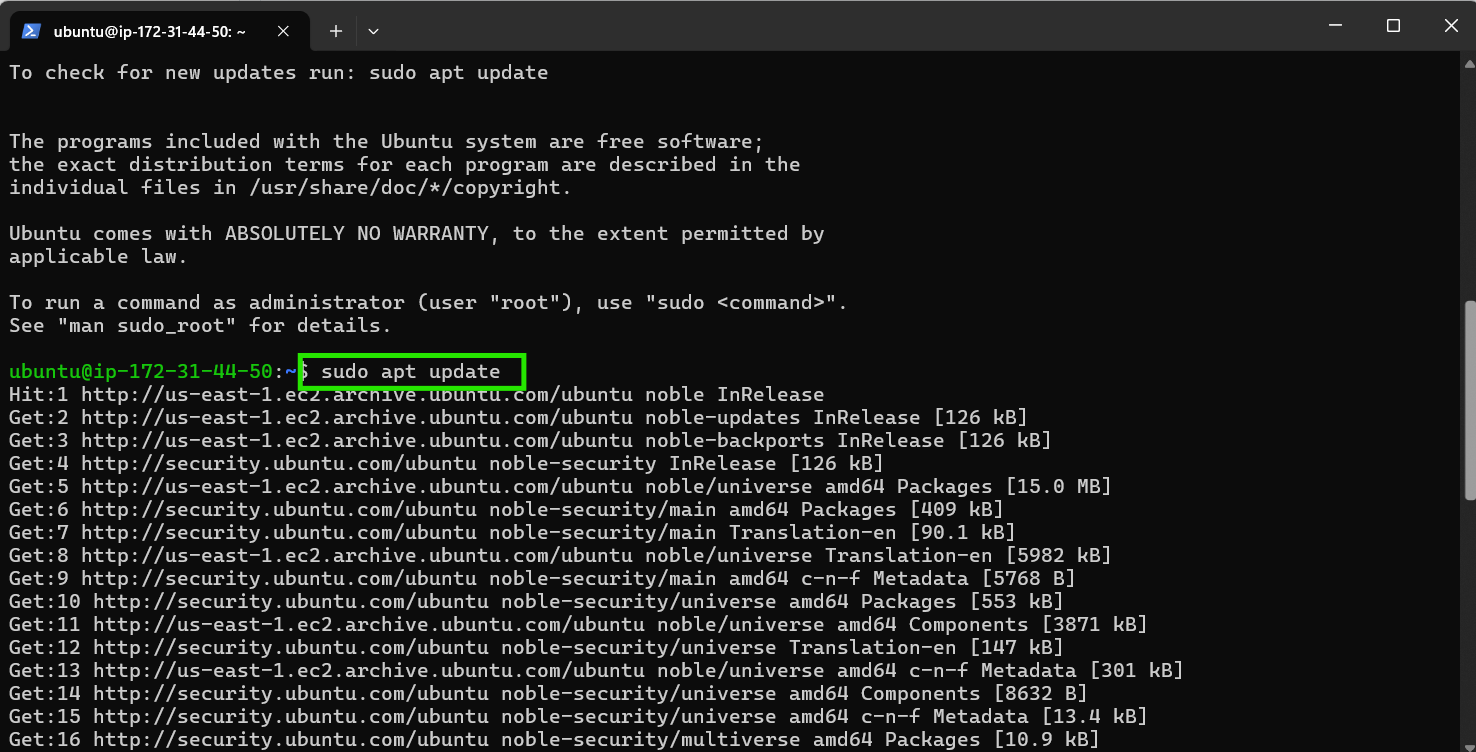 ubuntu@ip-172-31-44-50: ~
To check for new updates run: sudo apt update
The programs included with the Ubuntu system are free software;
the exact distribution terms for each program are described in the
individual files in /usr/share/doc/*/copyright.
Ubuntu comes with ABSOLUTELY NO WARRANTY, to the extent permitted by
applicable law.
To run a command as administrator (user "root"), use "sudo <command>".
See "man sudo_root" for details.
ubuntu@ip-172-31-44-50:~$ sudo apt update
Hit:1 http://us-east-1.ec2.archive.ubuntu.com/ubuntu noble InRelease
Get:2 http://us-east-1.ec2.archive.ubuntu.com/ubuntu noble-updates InRelease [126 kB]
Get:3 http://us-east-1.ec2.archive.ubuntu.com/ubuntu noble-backports InRelease [126 kB]
Get:4 http://security.ubuntu.com/ubuntu noble-security InRelease [126 kB]
Get:5 http://us-east-1.ec2.archive.ubuntu.com/ubuntu noble/universe amd64 Packages [15.0 MB]
Get:6 http://security.ubuntu.com/ubuntu noble-security/main amd64 Packages [409 kB]
Get:7 http://security.ubuntu.com/ubuntu noble-security/main Translation-en [90.1 kB]
Get:8 http://us-east-1.ec2.archive.ubuntu.com/ubuntu noble/universe Translation-en [5982 kB]
Get:9 http://security.ubuntu.com/ubuntu noble-security/main amd64 c-n-f Metadata [5768 B]
Get:10 http://security.ubuntu.com/ubuntu noble-security/universe amd64 Packages [553 kB]
Get:11 http://us-east-1.ec2.archive.ubuntu.com/ubuntu noble/universe amd64 Components [3871 kB]
Get:12 http://security.ubuntu.com/ubuntu noble-security/universe Translation-en [147 kB]
Get:13 http://us-east-1.ec2.archive.ubuntu.com/ubuntu noble/universe amd64 c-n-f Metadata [301 kB]
Get:14 http://security.ubuntu.com/ubuntu noble-security/universe amd64 Components [8632 B]
Get:15 http://security.ubuntu.com/ubuntu noble-security/universe amd64 c-n-f Metadata [13.4 kB]
Get:16 http://security.ubuntu.com/ubuntu noble-security/multiverse amd64 Packages [10.9 kB]